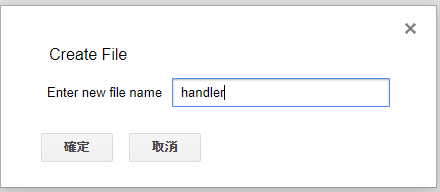 Create File
Enter new file name handler
確定 取消